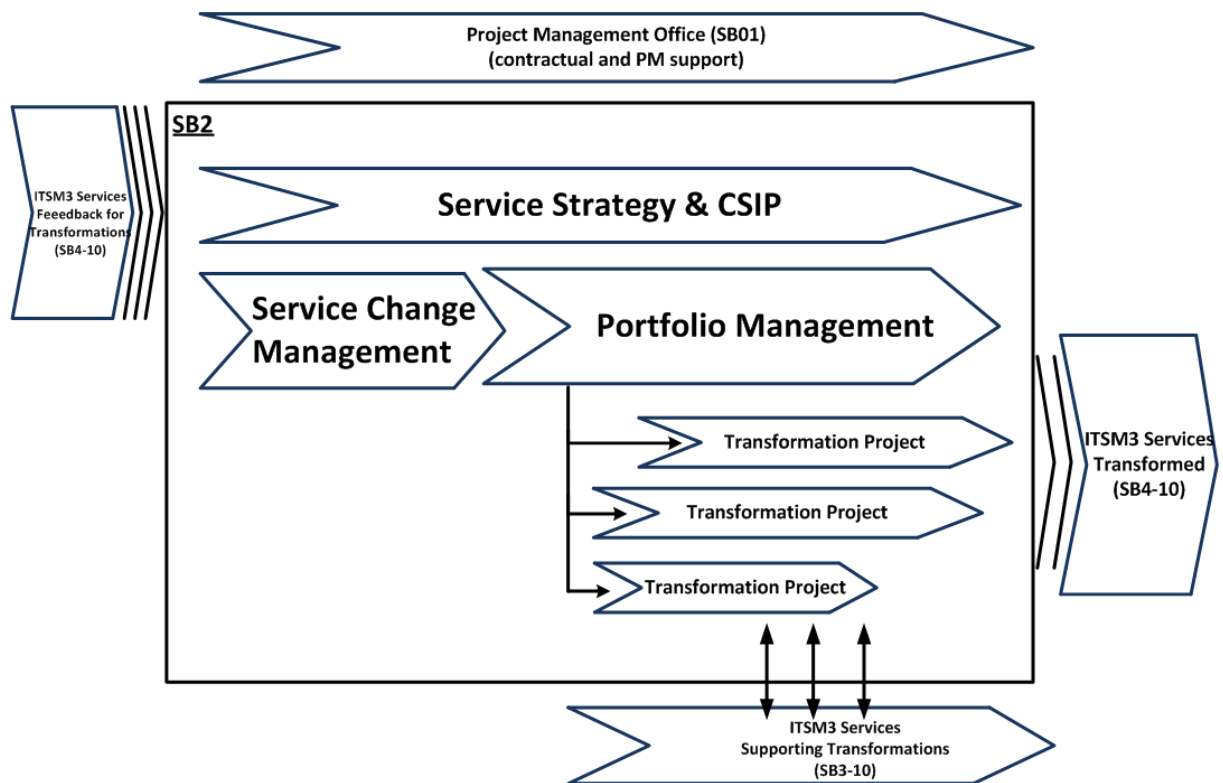 Project Management Office (SB01)
(contractual and PM support)
SB2
ITSM3 Services
Feeedback for
Transformations
(SB4-10)
Service Strategy & CSIP
Service Change
Management
Portfolio Management
Transformation Project
Transformation Project
Transformation Project
ITSM3 Services
Transformed
(SB4-10)
ITSM3 Services
Supporting Transformations
(SB3-10)